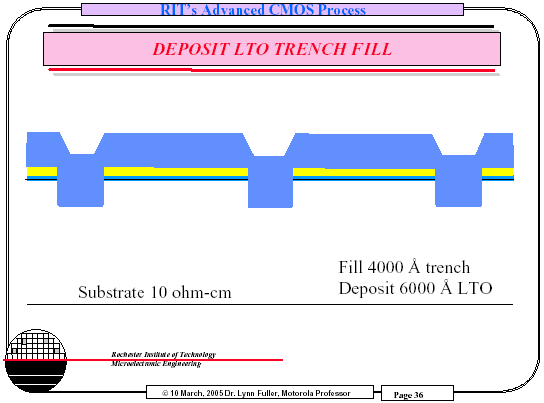 RIT's Advanced CMOS Process
DEPOSIT LTO TRENCH FILL
Fill 4000 Å trench
Deposit 6000 Å LTO
Substrate 10 ohm-cm
Rochester Institute of Technology
Microelectronic Engineering
© 10 March, 2005 Dr. Lynn Fuller, Motorola Professor
Page 36